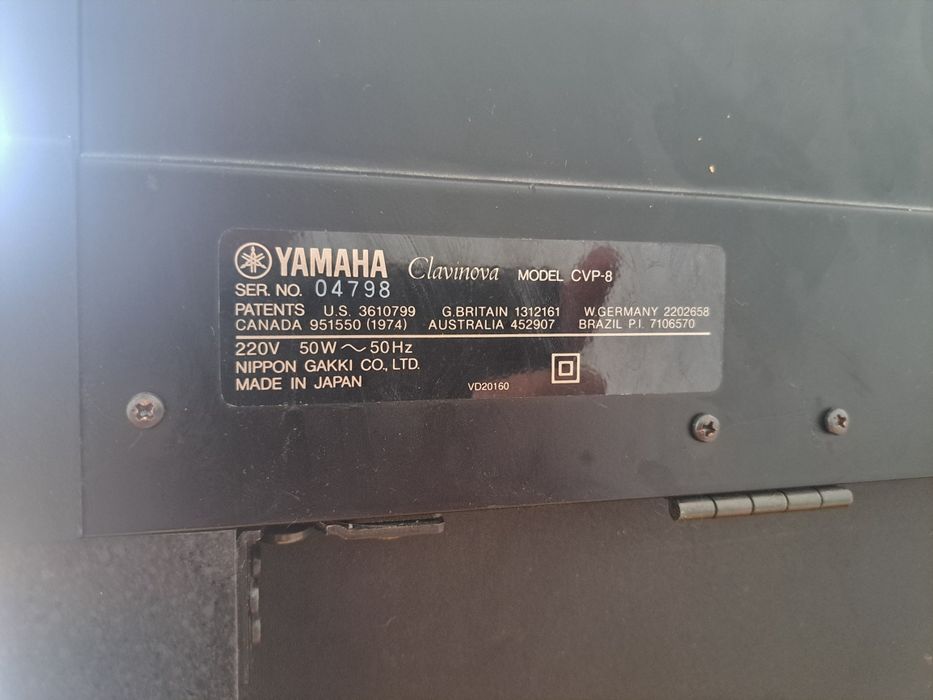 YAMAHA Clavinova MODEL CVP-8
SER. NO. 04798
PATENTS U.S. 3610799 G.BRITAIN 1312161 W.GERMANY 2202658
CANADA 951550 (1974) AUSTRALIA 452907 BRAZIL P.I. 7106570
220V 50W ~ 50Hz
NIPPON GAKKI CO., LTD.
MADE IN JAPAN VD20160